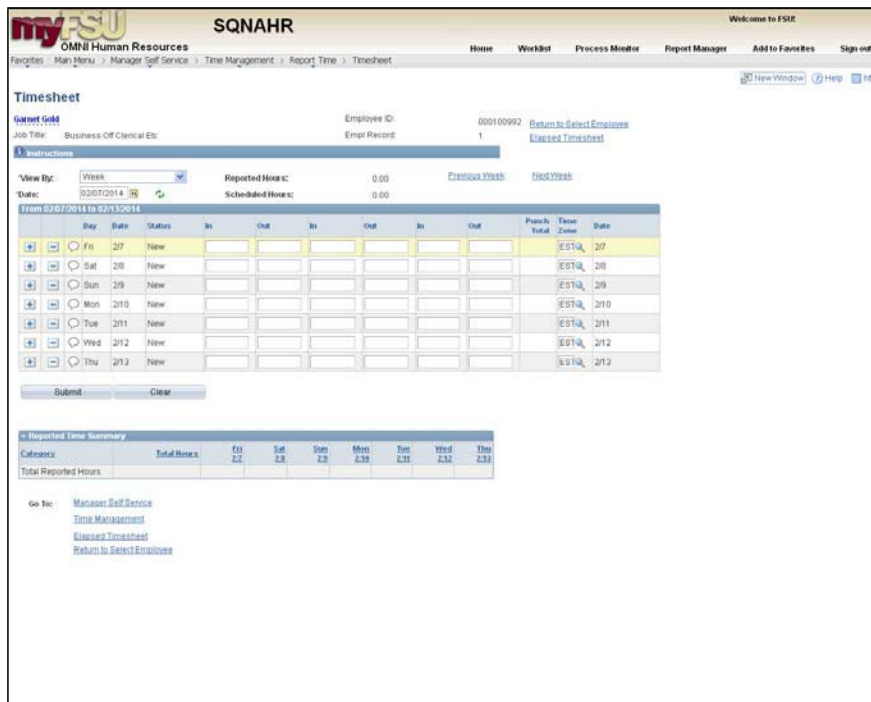 myFSU
SQNAHR
Welcome to FSU!
OMNI Human Resources
Home Worklist Process Monitor Report Manager Add to Favorites Sign out
Favorites Main Menu > Manager Self Service > Time Management > Report Time > Timesheet
New Window Help
Timesheet
Garnet Gold Employee ID: 000100992 Return to Select Employee
Job Title: Business Off Clerical Etc Empl Record: 1 Elapsed Timesheet
Instructions
*View By: Week Reported Hours: 0.00 Previous Week Next Week
*Date: 02/07/2014 Scheduled Hours: 0.00
From 02/07/2014 to 02/13/2014
Day Date Status In Out In Out In Out Punch Total Time Zone Date
Fri 2/7 New EST 2/7
Sat 2/8 New EST 2/8
Sun 2/9 New EST 2/9
Mon 2/10 New EST 2/10
Tue 2/11 New EST 2/11
Wed 2/12 New EST 2/12
Thu 2/13 New EST 2/13
Submit Clear
Reported Time Summary
Category Total Hours Fri 2/7 Sat 2/8 Sun 2/9 Mon 2/10 Tue 2/11 Wed 2/12 Thu 2/13
Total Reported Hours
Go To: Manager Self Service
Time Management
Elapsed Timesheet
Return to Select Employee